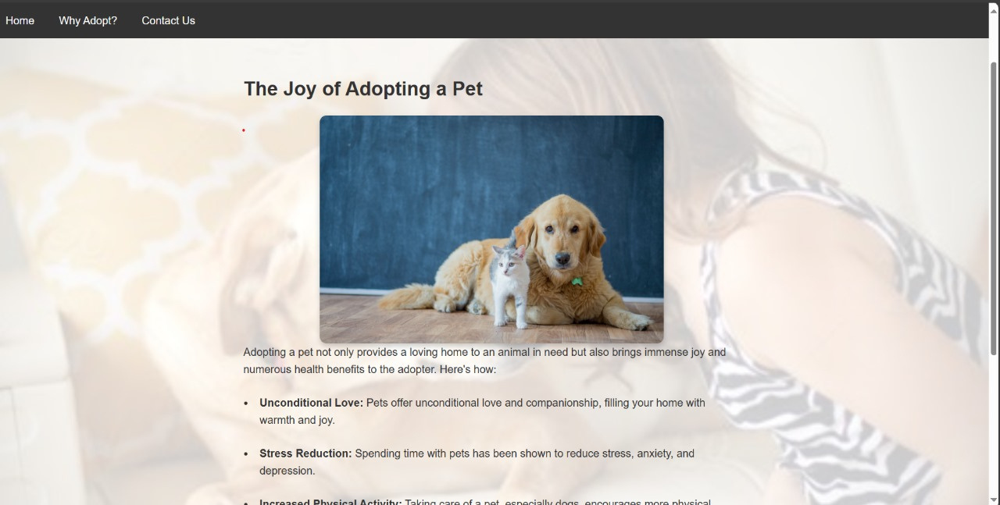 Home Why Adopt? Contact Us
The Joy of Adopting a Pet
Adopting a pet not only provides a loving home to an animal in need but also brings immense joy and
numerous health benefits to the adopter. Here's how:
• Unconditional Love: Pets offer unconditional love and companionship, filling your home with
warmth and joy.
• Stress Reduction: Spending time with pets has been shown to reduce stress, anxiety, and
depression.
• Increased Physical Activity: Taking care of a pet, especially dogs, encourages more physical